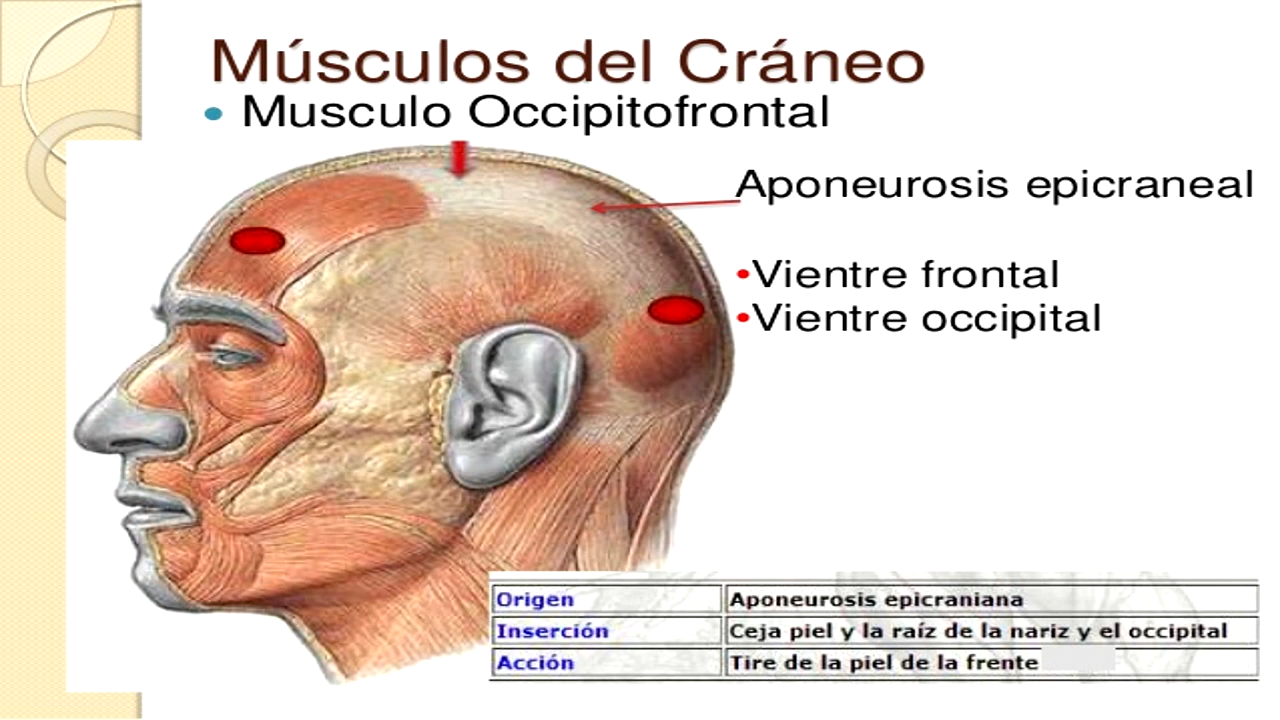 Músculos del Cráneo
• Musculo Occipitofrontal
Aponeurosis epicraneal
•Vientre frontal
•Vientre occipital
Origen Aponeurosis epicraniana
Inserción Ceja piel y la raíz de la nariz y el occipital
Acción Tire de la piel de la frente